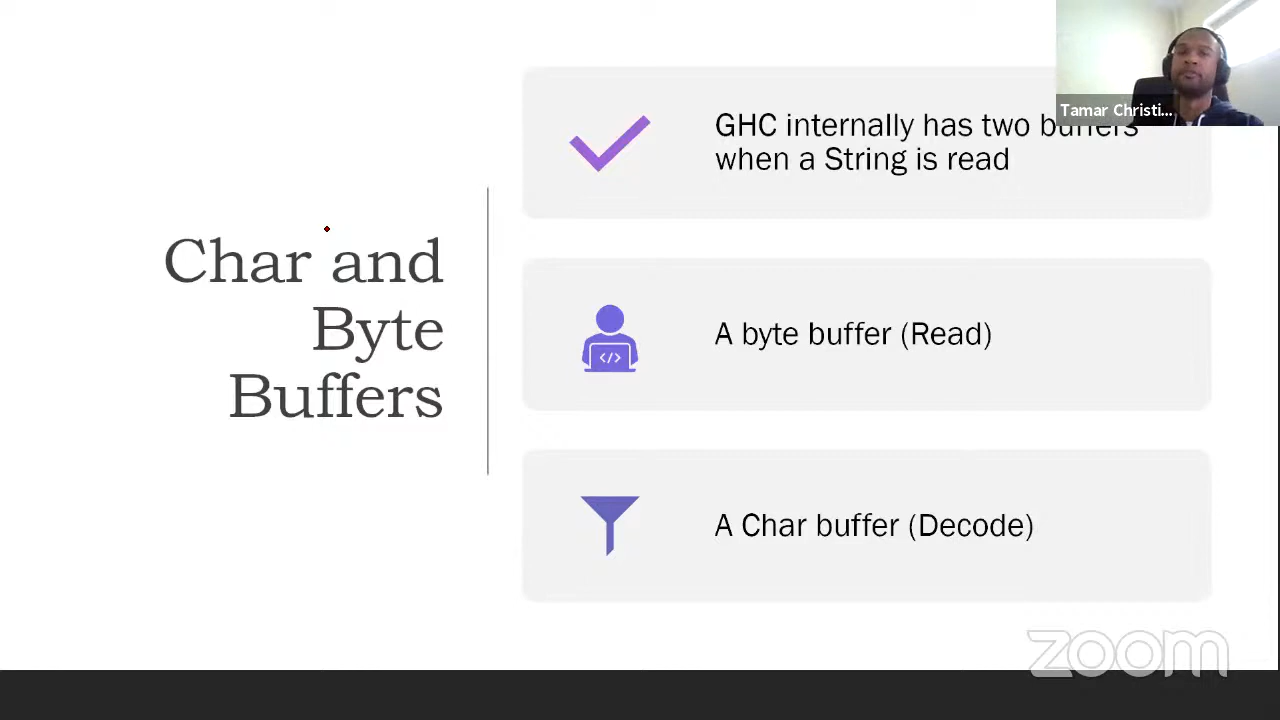 Char and
Byte
Buffers
GHC internally has two buffers
when a String is read
A byte buffer (Read)
</>
A Char buffer (Decode)
Tamar Christi...
zoom